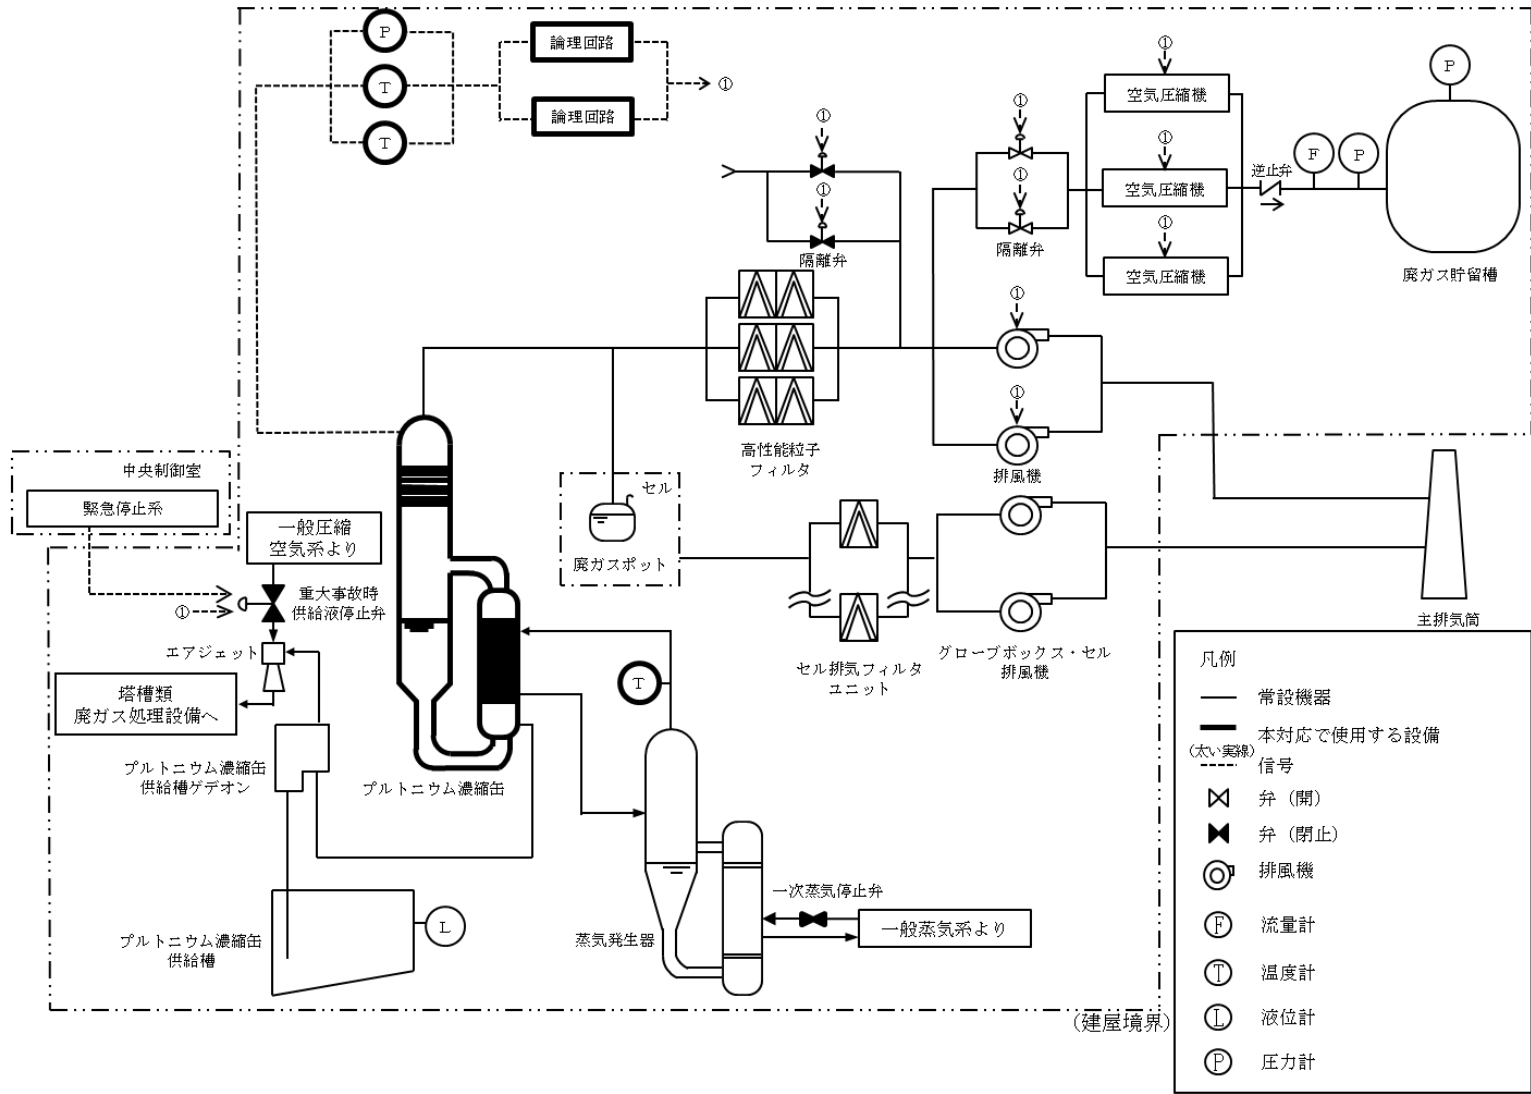 P
T
T
論理回路
論理回路
①
①
①
隔離弁
①
①
隔離弁
①
空気圧縮機
①
空気圧縮機
①
空気圧縮機
逆止弁
F
P
P
廃ガス貯留槽
高性能粒子
フィルタ
①
①
排風機
中央制御室
緊急停止系
一般圧縮
空気系より
①
重大事故時
供給液停止弁
エアジェット
塔槽類
廃ガス処理設備へ
プルトニウム濃縮缶
供給槽ゲデオン
プルトニウム濃縮缶
供給槽
L
プルトニウム濃縮缶
セル
廃ガスポット
T
セル排気フィルタ
ユニット
グローブボックス・セル
排風機
主排気筒
蒸気発生器
一次蒸気停止弁
一般蒸気系より
(建屋境界)
凡例
常設機器
本対応で使用する設備
(太い実線)
信号
弁（開）
弁（閉止）
排風機
F
流量計
T
温度計
L
液位計
P
圧力計